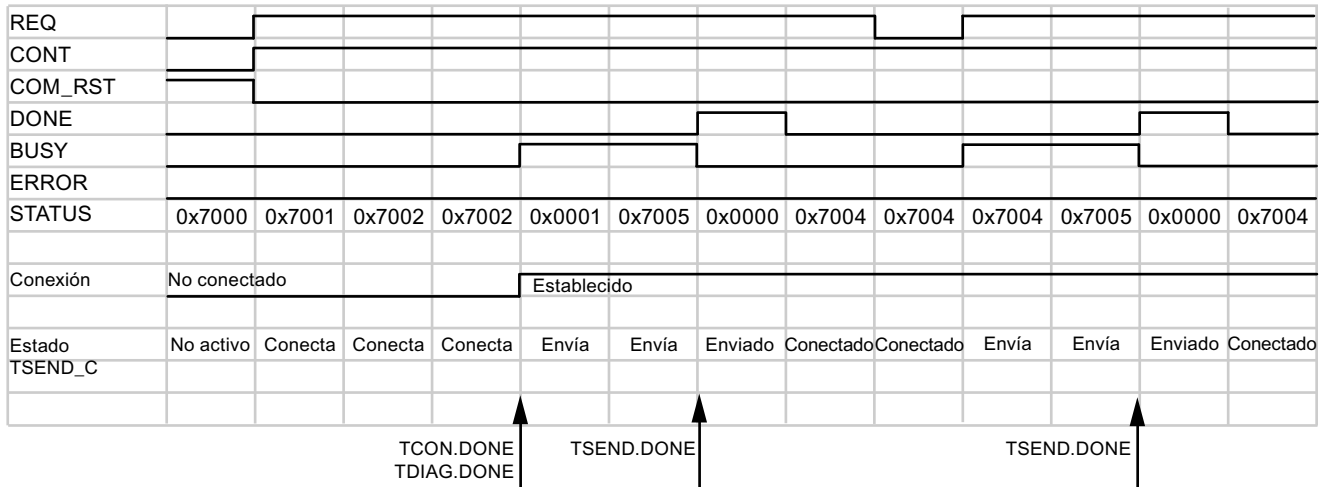 REQ
CONT
COM_RST
DONE
BUSY
ERROR
STATUS 0x7000 0x7001 0x7002 0x7002 0x0001 0x7005 0x0000 0x7004 0x7004 0x7004 0x7005 0x0000 0x7004
Conexión No conectado Establecido
Estado No activo Conecta Conecta Conecta Envía Envía Enviado Conectado Conectado Envía Envía Enviado Conectado
TSEND_C
TCON.DONE TSEND.DONE TSEND.DONE
TDIAG.DONE